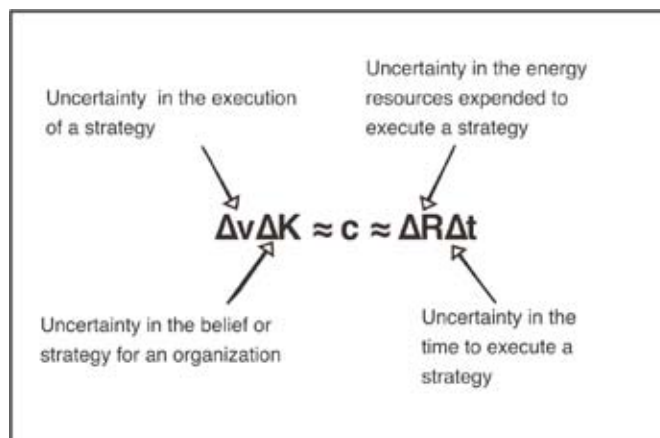 Uncertainty in the execution
of a strategy
Uncertainty in the energy
resources expended to
execute a strategy
ΔvΔK ≈ c ≈ ΔRΔt
Uncertainty in the belief or
strategy for an organization
Uncertainty in the
time to execute a
strategy